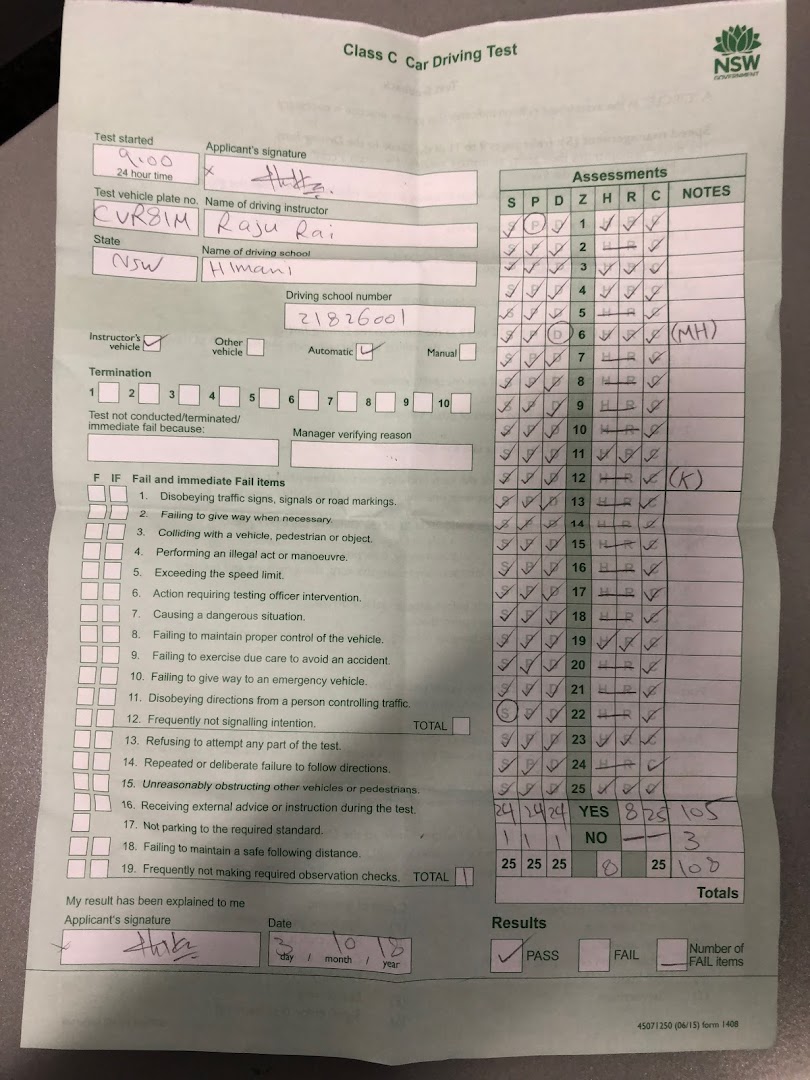 Class C Car Driving Test
NSW
GOVERNMENT
Test started
9.00
24 hour time
Applicant's signature
x
Test vehicle plate no.
CVR81M
Name of driving instructor
Raju Rai
State
NSW
Name of driving school
Himani
Driving school number
21826001
Instructor's vehicle
Other vehicle
Automatic
Manual
Termination
1 2 3 4 5 6 7 8 9 10
Test not conducted/terminated/
immediate fail because:
Manager verifying reason
F IF Fail and immediate Fail items
1. Disobeying traffic signs, signals or road markings.
2. Failing to give way when necessary.
3. Colliding with a vehicle, pedestrian or object.
4. Performing an illegal act or manoeuvre.
5. Exceeding the speed limit.
6. Action requiring testing officer intervention.
7. Causing a dangerous situation.
8. Failing to maintain proper control of the vehicle.
9. Failing to exercise due care to avoid an accident.
10. Failing to give way to an emergency vehicle.
11. Disobeying directions from a person controlling traffic.
12. Frequently not signalling intention. TOTAL
13. Refusing to attempt any part of the test.
14. Repeated or deliberate failure to follow directions.
15. Unreasonably obstructing other vehicles or pedestrians.
16. Receiving external advice or instruction during the test.
17. Not parking to the required standard.
18. Failing to maintain a safe following distance.
19. Frequently not making required observation checks. TOTAL
My result has been explained to me
Applicant's signature
x
Date
3 / 10 / 18
day / month / year
Assessments
S P D Z H R C NOTES
S P D 1 H R C
S P D 2 H R C
S P D 3 H R C
S P D 4 H R C
S P D 5 H R C
S P D 6 H R C (MH)
S P D 7 H R C
S P D 8 H R C
S P D 9 H R C
S P D 10 H R C
S P D 11 H R C
S P D 12 H R C (K)
S P D 13 H R C
S P D 14 H R C
S P D 15 H R C
S P D 16 H R C
S P D 17 H R C
S P D 18 H R C
S P D 19 H R C
S P D 20 H R C
S P D 21 H R C
S P D 22 H R C
S P D 23 H R C
S P D 24 H R C
S P D 25 H R C
24 24 24 YES 8 25 105
1 1 1 NO — — 3
25 25 25 8 25 108
Totals
Results
PASS
FAIL
Number of
FAIL items
45071250 (06/15) form 1408